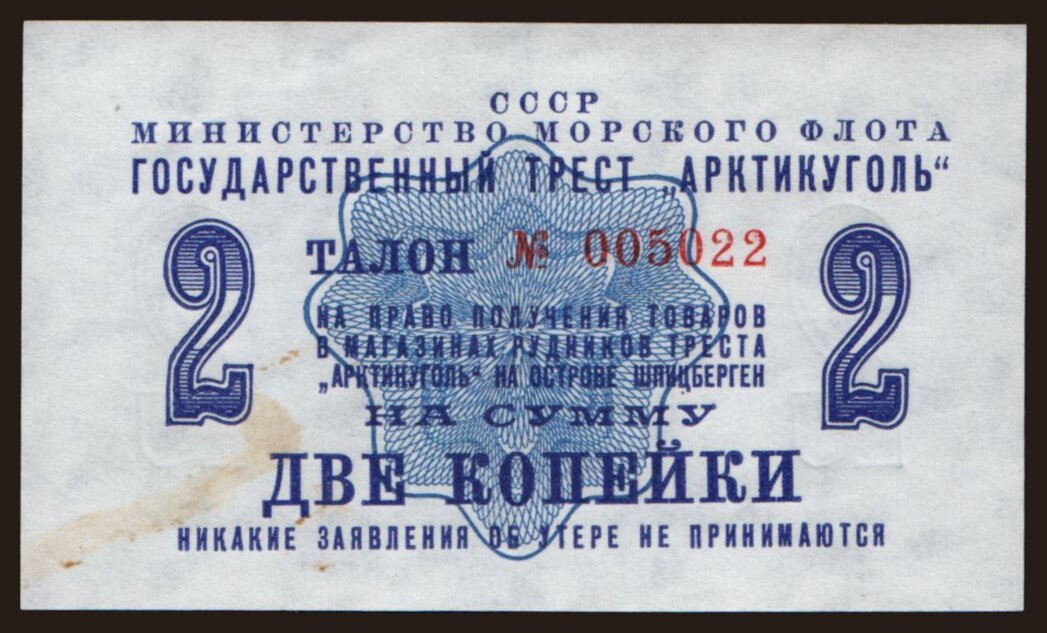 СССР
МИНИСТЕРСТВО МОРСКОГО ФЛОТА
ГОСУДАРСТВЕННЫЙ ТРЕСТ „АРКТИКУГОЛЬ“
2 ТАЛОН № 005022 2
НА ПРАВО ПОЛУЧЕНИЯ ТОВАРОВ
В МАГАЗИНАХ РУДНИКОВ ТРЕСТА
„АРКТИКУГОЛЬ“ НА ОСТРОВЕ ШПИЦБЕРГЕН
НА СУММУ
ДВЕ КОПЕЙКИ
НИКАКИЕ ЗАЯВЛЕНИЯ ОБ УТЕРЕ НЕ ПРИНИМАЮТСЯ